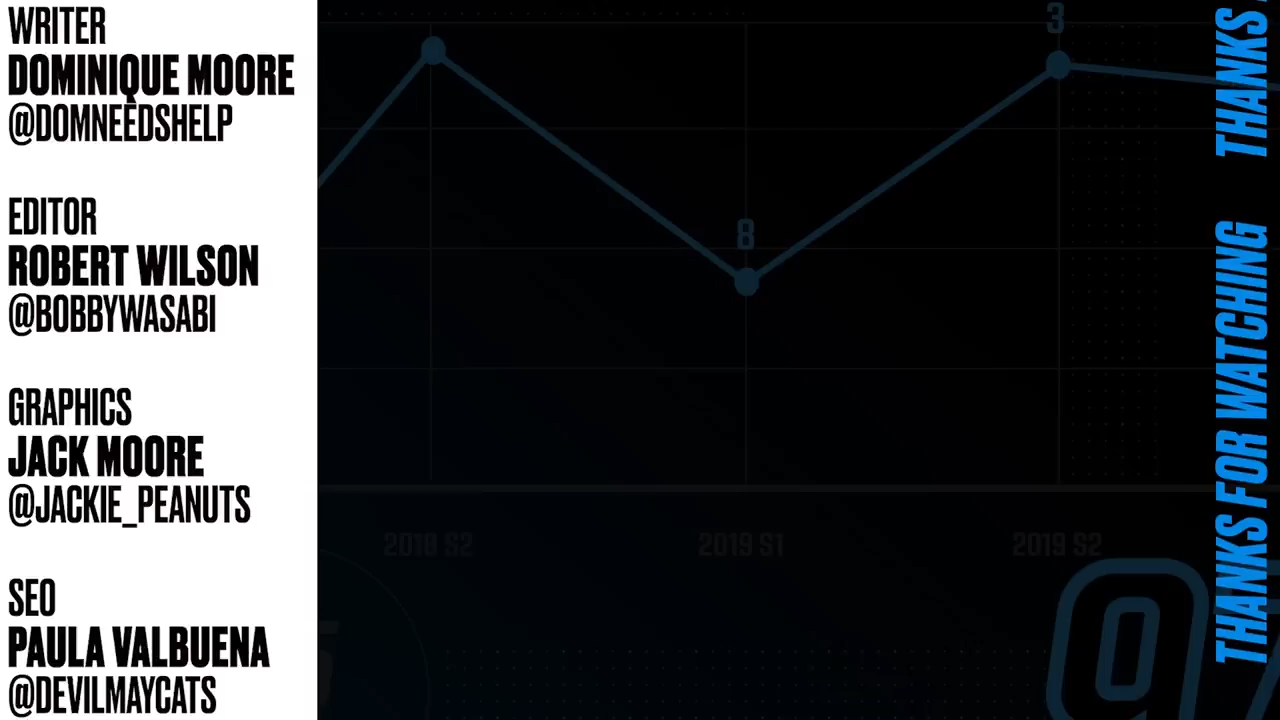 WRITER
DOMINIQUE MOORE
@DOMNEEDSHELP
EDITOR
ROBERT WILSON
@BOBBYWASABI
GRAPHICS
JACK MOORE
@JACKIE_PEANUTS
SEO
PAULA VALBUENA
@DEVILMAYCATS
3
8
2018 S2
2019 S1
2019 S2
THANKS
THANKS FOR WATCHING